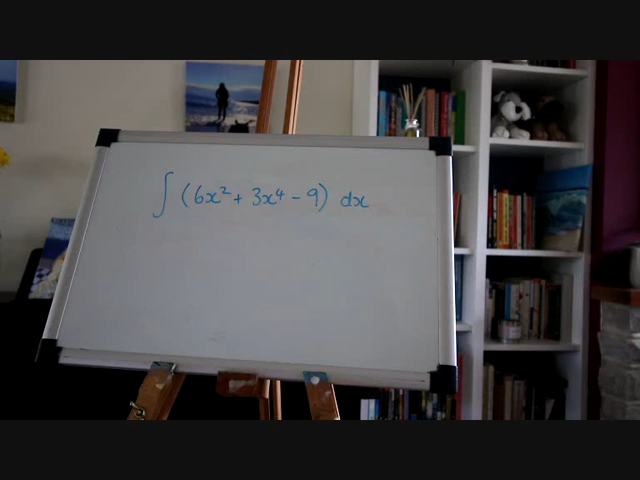 ∫ (6x² + 3x⁴ - 9) dx